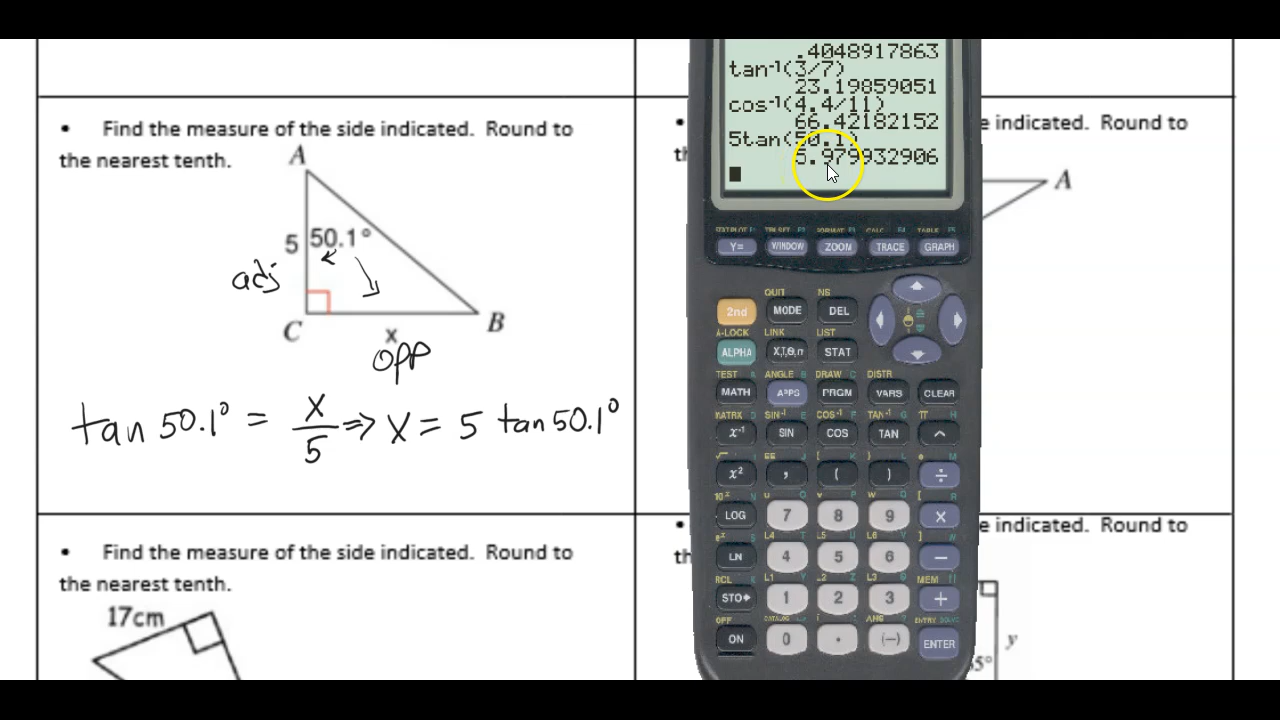 • Find the measure of the side indicated. Round to
the nearest tenth.
A
5 50.1°
adj
C
B
x
opp
tan 50.1° = x/5 ⇒ x = 5 tan 50.1°
• Find the measure of the side indicated. Round to
the nearest tenth.
17cm
.4048917863
tan⁻¹(3/7)
23.19859051
cos⁻¹(4.4/11)
66.42182152
5tan(50.1)
5.979932906
• e indicated. Round to
th
A
• e indicated. Round to
th
y
55°
STAT PLOT F1 TBLSET F2 FORMAT F3 CALC F4 TABLE F5
Y= WINDOW ZOOM TRACE GRAPH
QUIT NS
2nd MODE DEL
A-LOCK LINK LIST
ALPHA X,T,Θ,n STAT
TEST A ANGLE B DRAW C DISTR
MATH APPS PRGM VARS CLEAR
MATRX D SIN⁻¹ E COS⁻¹ F TAN⁻¹ G π H
x⁻¹ SIN COS TAN ^
EE J K L M
x² , ( ) ÷
10ˣ N u O v P w Q [ R
LOG 7 8 9 ×
eˣ S L4 T L5 U L6 V ] W
LN 4 5 6 −
RCL X L1 Y L2 Z L3 θ MEM "
STO▸ 1 2 3 +
OFF CATALOG ANS ? ENTRY SOLVE
ON 0 . (−) ENTER